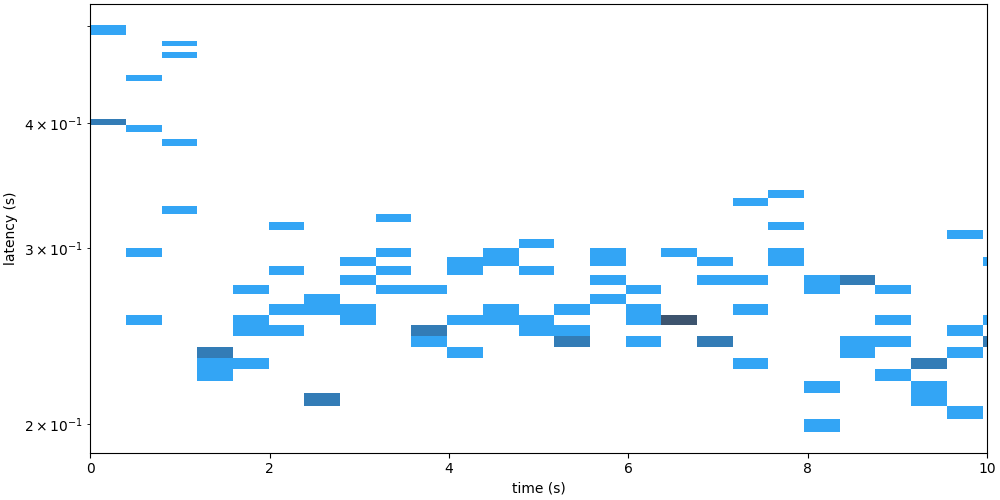 4 × 10⁻¹
3 × 10⁻¹
2 × 10⁻¹
latency (s)
0 2 4 6 8 10
time (s)